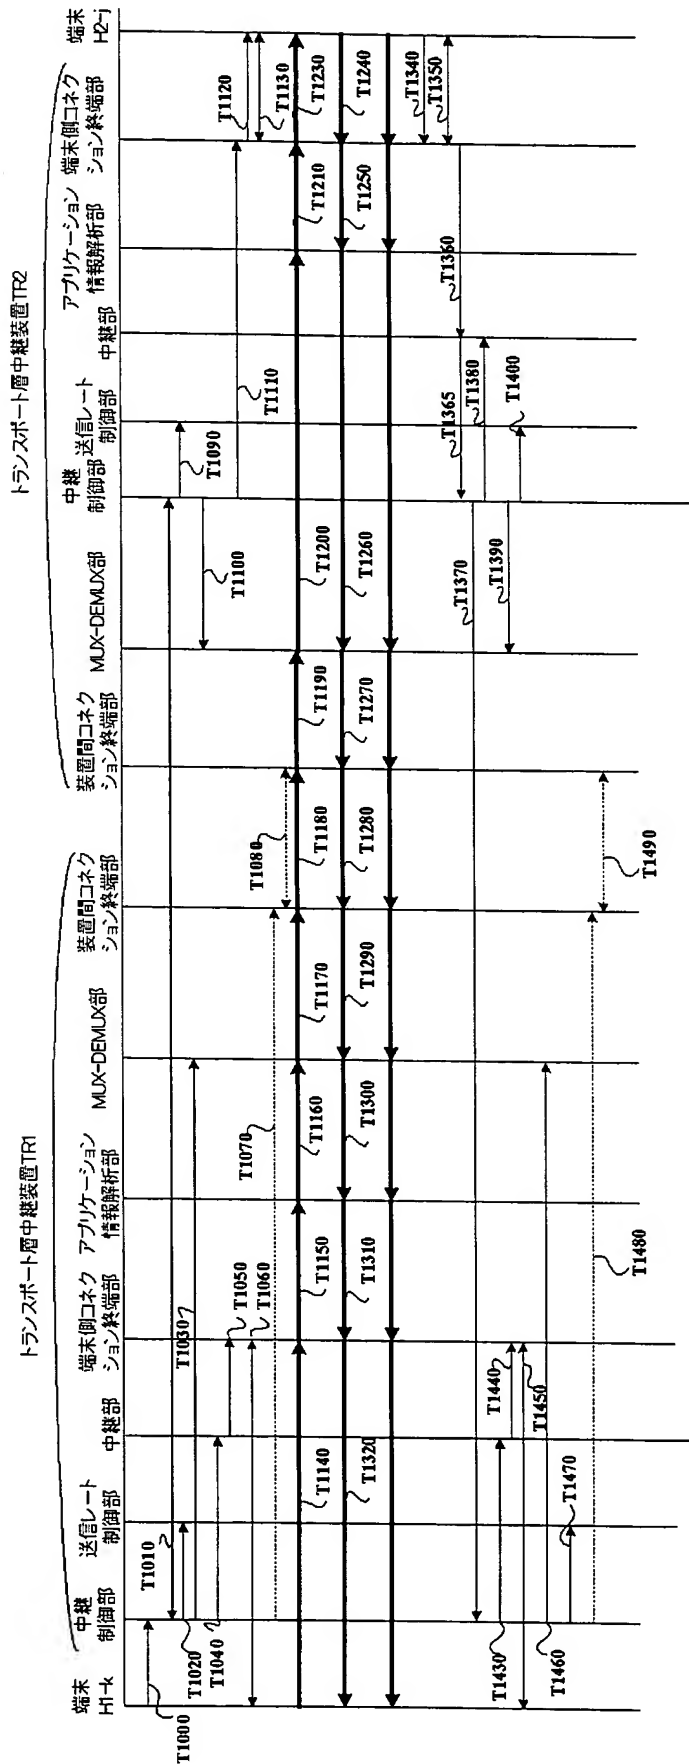 トランスポート層中継装置TR1
トランスポート層中継装置TR2
端末
H1-k
中継
制御部
送信レート
制御部
中継部
端末側コネク
ション終端部
アプリケーション
情報解析部
MUX-DEMUX部
装置間コネク
ション終端部
装置間コネク
ション終端部
MUX-DEMUX部
中継
制御部
送信レート
制御部
中継部
アプリケーション
情報解析部
端末側コネク
ション終端部
端末
H2-j
T1000
T1010
T1020
T1030
T1040
T1050
T1060
T1070
T1080
T1090
T1100
T1110
T1120
T1130
T1140
T1150
T1160
T1170
T1180
T1190
T1200
T1210
T1230
T1240
T1250
T1260
T1270
T1280
T1290
T1300
T1310
T1320
T1340
T1350
T1360
T1365
T1370
T1380
T1390
T1400
T1430
T1440
T1450
T1460
T1470
T1480
T1490